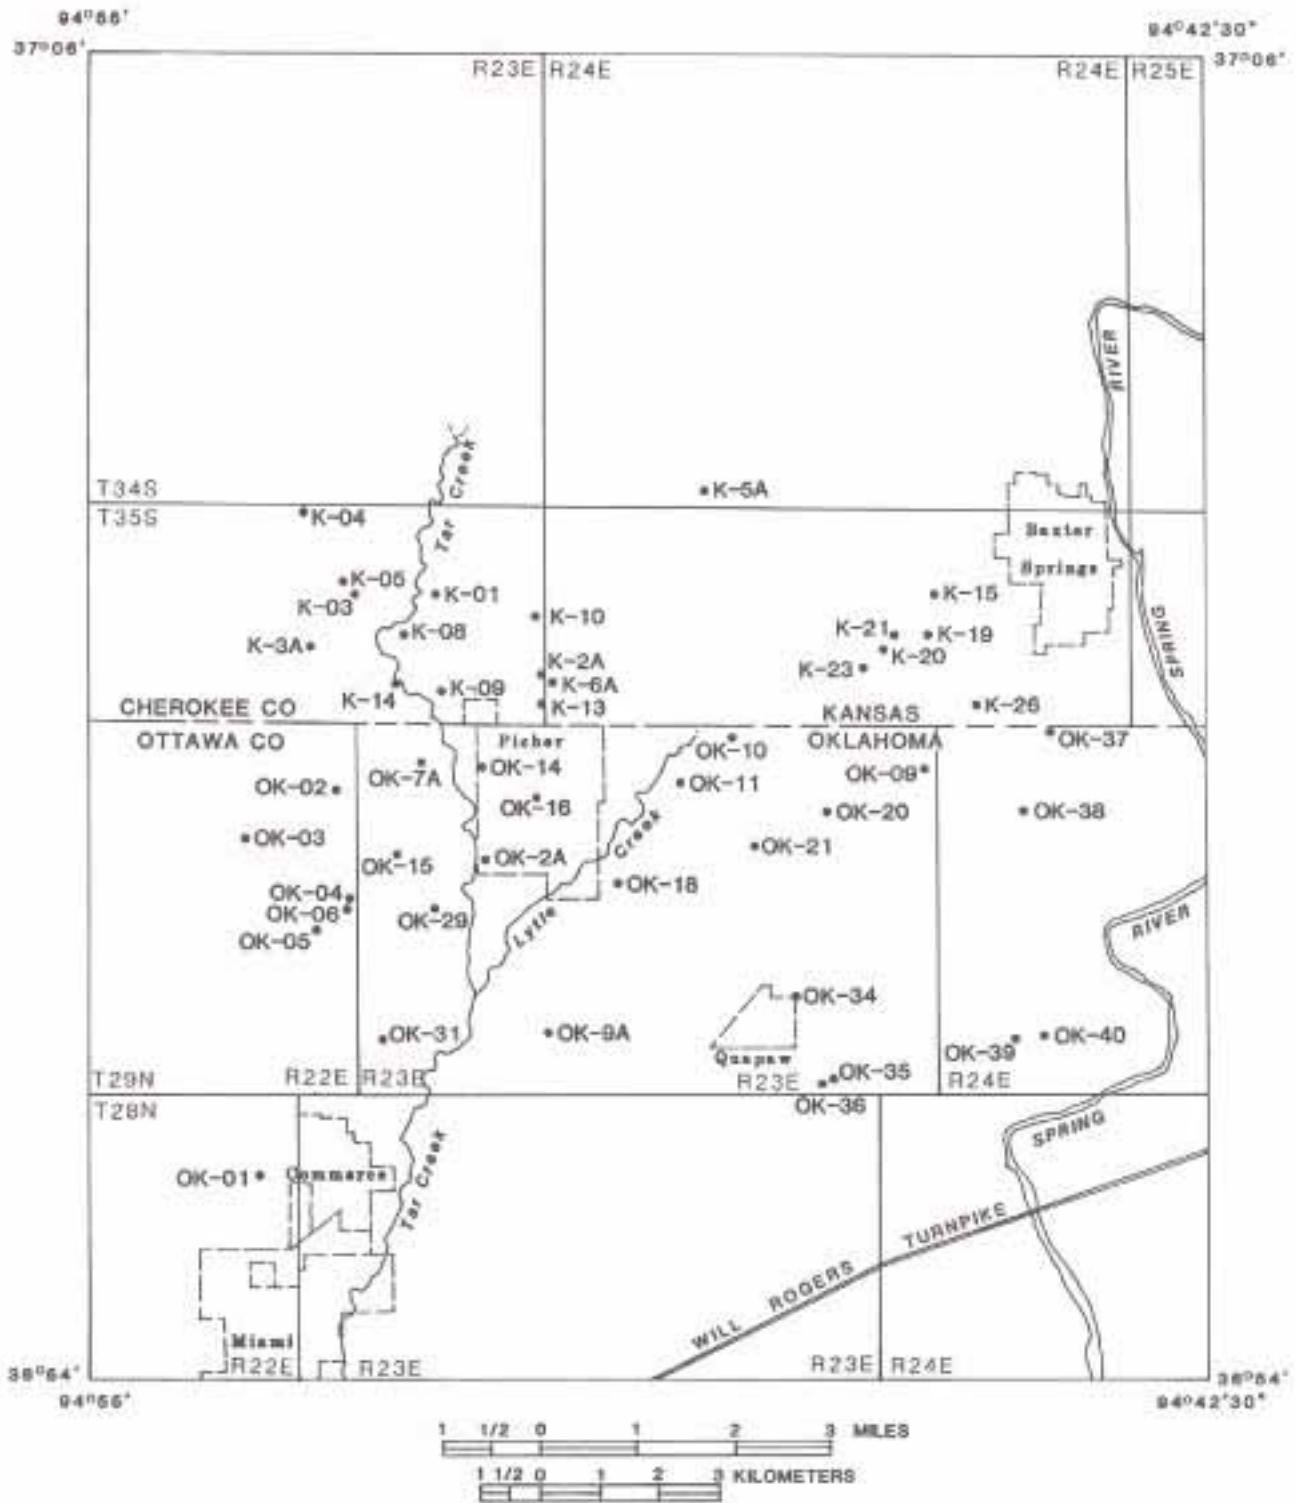 94°55'
94°42'30"
37°06'
37°06'
R23E R24E
R24E R25E
RIVER
Creek
Tar
T34S
K-5A
T35S
K-04
Baxter
Springs
K-05
K-03
K-01
K-15
K-10
K-08
K-21
K-19
K-3A
K-20
SPRING
K-2A
K-23
K-6A
K-14
K-09
K-13
K-26
CHEROKEE CO
KANSAS
OTTAWA CO
Picher
OK-10
OKLAHOMA
OK-37
OK-7A
OK-14
OK-09
OK-02
OK-11
OK-16
OK-20
OK-38
OK-03
Creek
OK-21
OK-15
OK-2A
OK-18
OK-04
OK-06
OK-29
OK-05
Lytle
RIVER
OK-34
OK-31
OK-9A
OK-39
OK-40
Quapaw
T29N
R22E R23E
R23E
OK-35
R24E
T28N
OK-36
SPRING
OK-01
Commerce
Tar Creek
TURNPIKE
ROGERS
WILL
Miami
R22E
R23E
R23E R24E
36°54'
36°54'
94°55'
94°42'30"
1 1/2 0 1 2 3 MILES
1 1/2 0 1 2 3 KILOMETERS